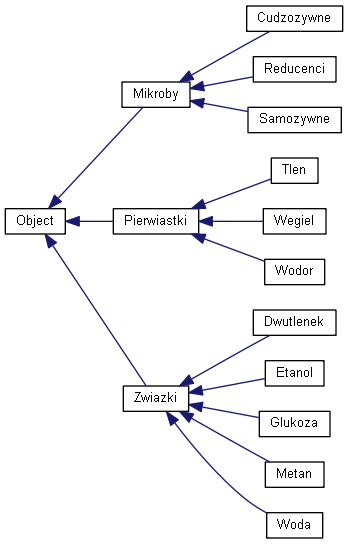 Cudzozywne
Reducenci
Mikroby
Samozywne
Tlen
Object
Pierwiastki
Wegiel
Wodor
Dwutlenek
Etanol
Zwiazki
Glukoza
Metan
Woda